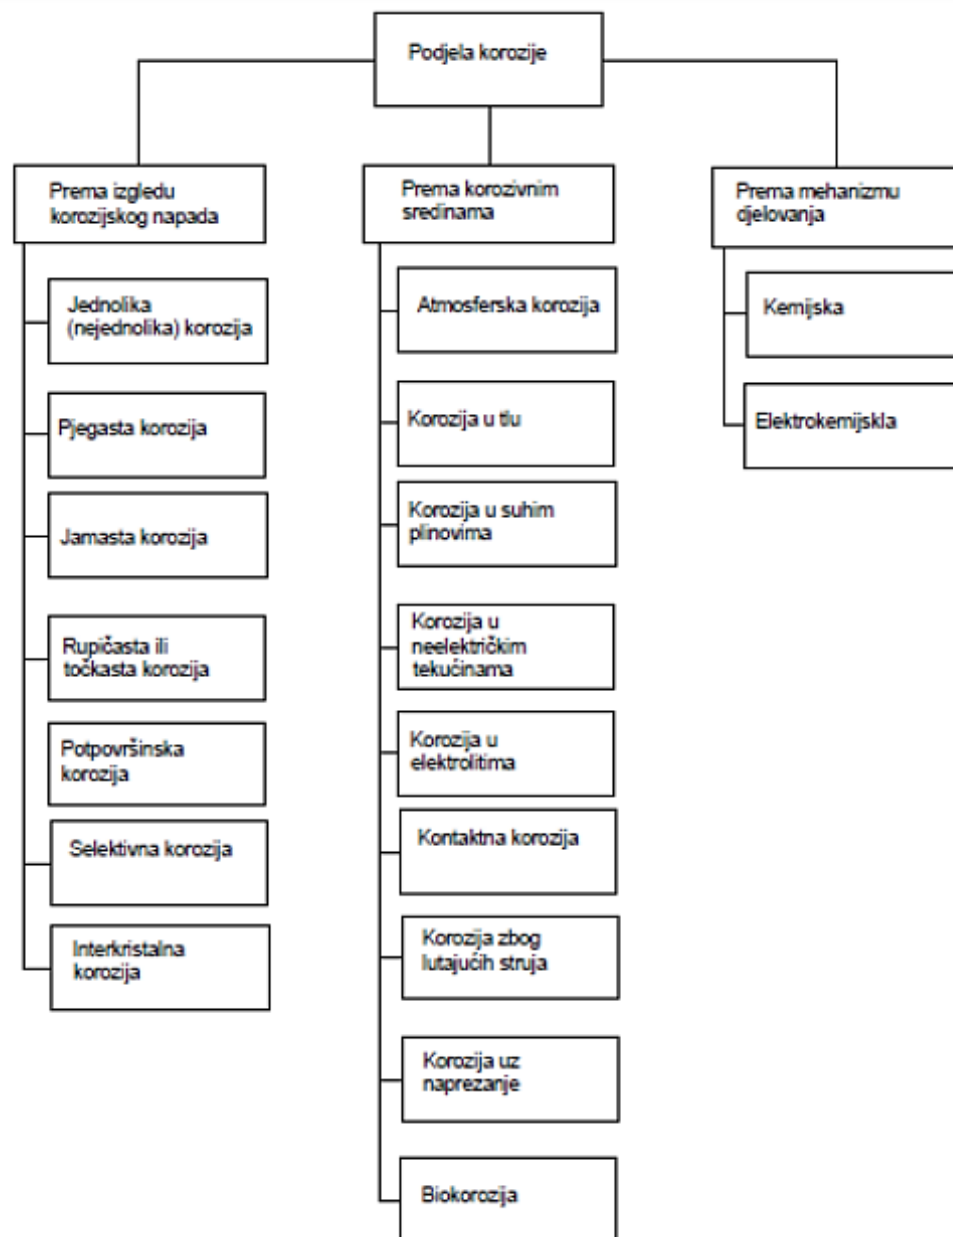 Podjela korozije
Prema izgledu
korozijskog napada
Jednolika
(nejednolika) korozija
Pjegasta korozija
Jamasta korozija
Rupičasta ili
točkasta korozija
Potpovršinska
korozija
Selektivna korozija
Interkristalna
korozija
Prema korozivnim
sredinama
Atmosferska korozija
Korozija u tlu
Korozija u suhim
plinovima
Korozija u
neelektričkim
tekućinama
Korozija u
elektrolitima
Kontaktna korozija
Korozija zbog
lutajućih struja
Korozija uz
naprezanje
Biokorozija
Prema mehanizmu
djelovanja
Kemijska
Elektrokemijskla